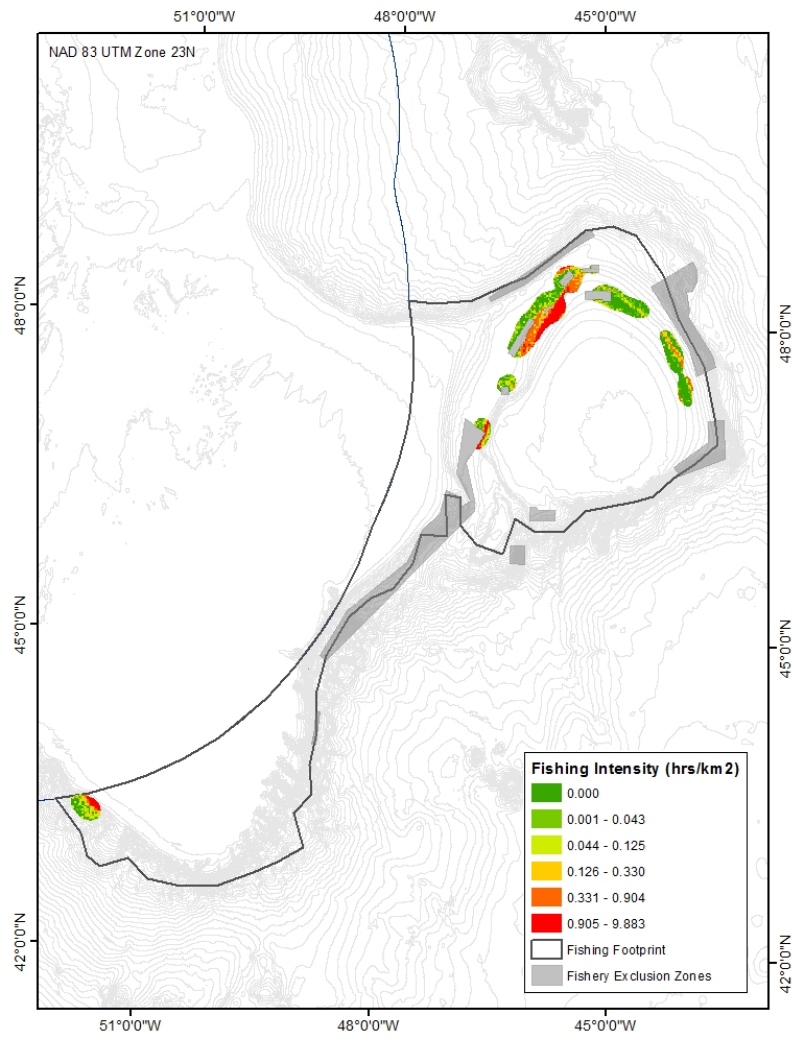 51°0'0"W 48°0'0"W 45°0'0"W
NAD 83 UTM Zone 23N
48°0'0"N
48°0'0"N
45°0'0"N
45°0'0"N
Fishing Intensity (hrs/km2)
0.000
0.001 - 0.043
0.044 - 0.125
0.126 - 0.330
0.331 - 0.904
0.905 - 9.883
Fishing Footprint
Fishery Exclusion Zones
42°0'0"N
42°0'0"N
51°0'0"W 48°0'0"W 45°0'0"W